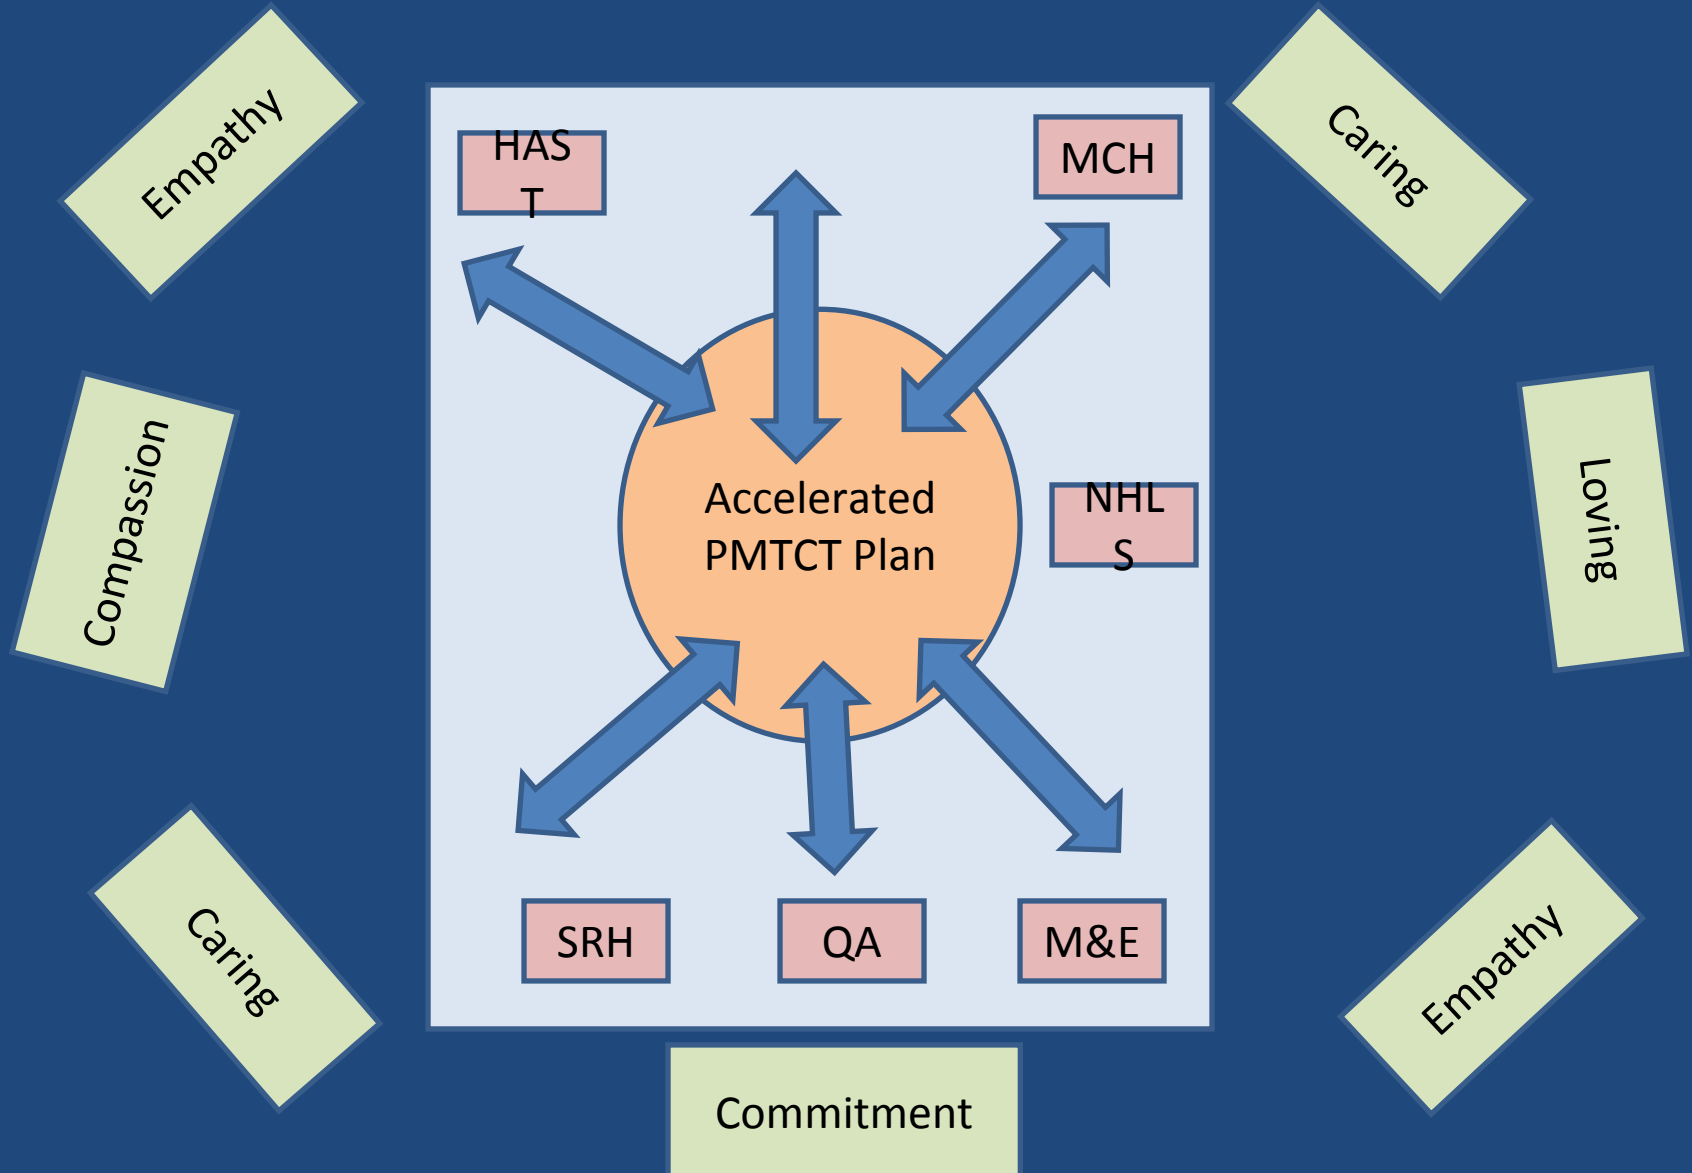 Empathy
Caring
HAS
T
MCH
Compassion
Accelerated
PMTCT Plan
NHL
S
Loving
Caring
SRH
QA
M&E
Empathy
Commitment